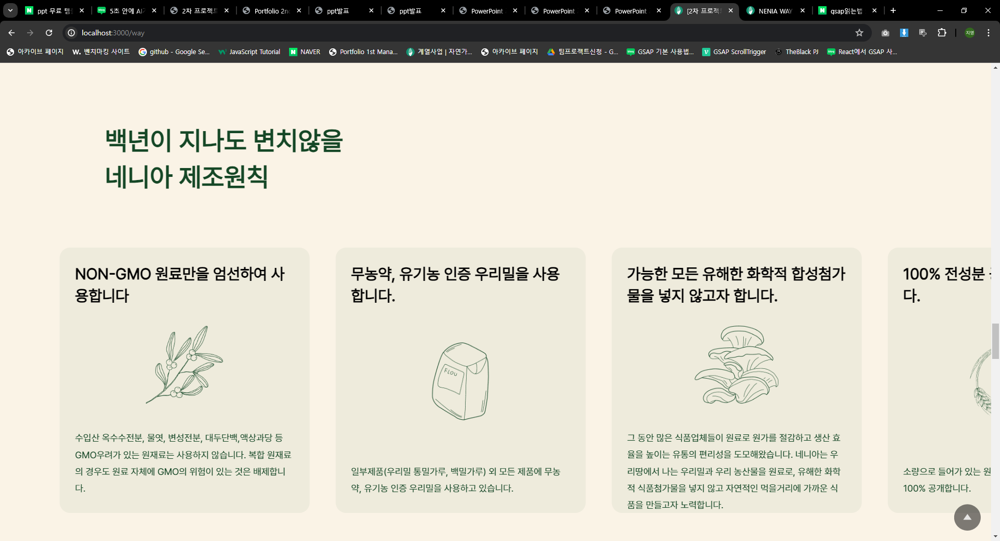 ppt 무료 템
5초 안에 AI
2차 프로젝트
Portfolio 2n
ppt발표
ppt발표
PowerPoint
PowerPoint
PowerPoint
[2차 프로젝트
NENIA WAY
gsap읽는법
localhost:3000/way
지영
아카이브 페이지
W. 벤치마킹 사이트
github - Google Se...
JavaScript Tutorial
NAVER
Portfolio 1st Mana...
계열사업 | 자연가...
아카이브 페이지
팀프로젝트신청 - G...
GSAP 기본 사용법...
GSAP ScrollTrigger
TheBlack PJ
React에서 GSAP 사...
백년이 지나도 변치않을
네니아 제조원칙
NON-GMO 원료만을 엄선하여 사
용합니다
수입산 옥수수전분, 물엿, 변성전분, 대두단백,액상과당 등
GMO우려가 있는 원재료는 사용하지 않습니다. 복합 원재료
의 경우도 원료 자체에 GMO의 위험이 있는 것은 배제합니
다.
무농약, 유기농 인증 우리밀을 사용
합니다.
FLOU
일부제품(우리밀 통밀가루, 백밀가루) 외 모든 제품에 무농
약, 유기농 인증 우리밀을 사용하고 있습니다.
가능한 모든 유해한 화학적 합성첨가
물을 넣지 않고자 합니다.
그 동안 많은 식품업체들이 원료로 원가를 절감하고 생산 효
율을 높이는 유통의 편리성을 도모해왔습니다. 네니아는 우
리땅에서 나는 우리밀과 우리 농산물을 원료로, 유해한 화학
적 식품첨가물을 넣지 않고 자연적인 먹을거리에 가까운 식
품을 만들고자 노력합니다.
100% 전성분
다.
소량으로 들어가 있는 원
100% 공개합니다.